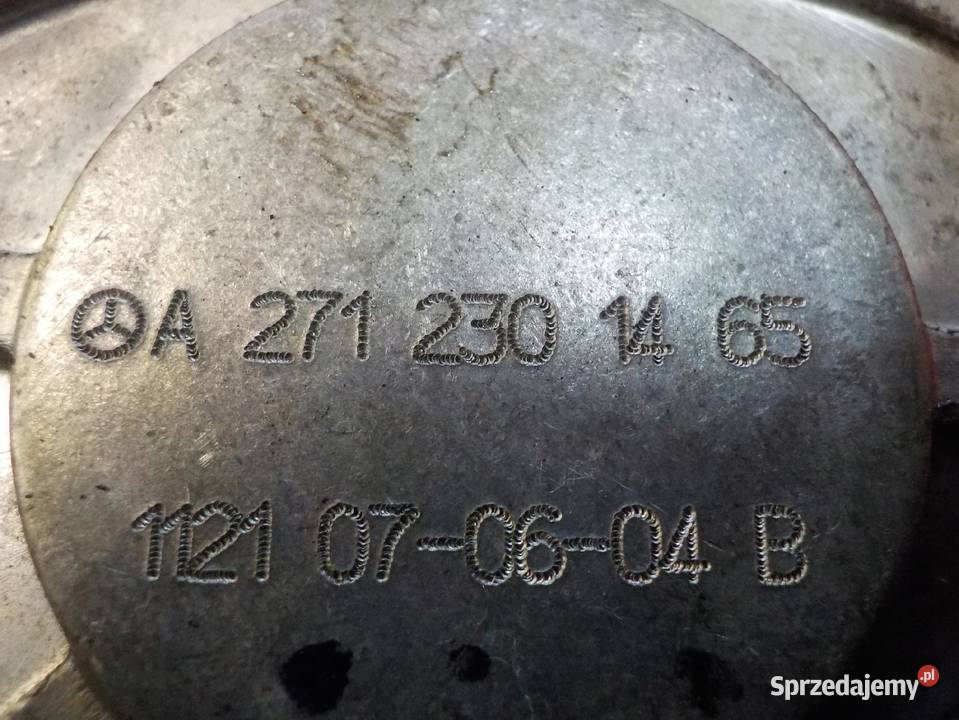 A 271 230 14 65
1121 07-06-04 B
Sprzedajemy.pl